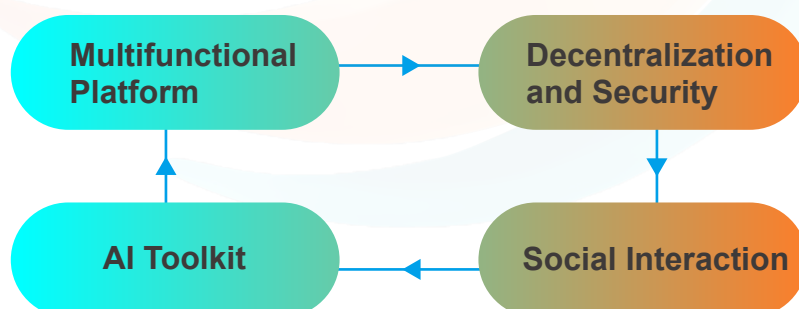 Multifunctional
Platform
Decentralization
and Security
AI Toolkit
Social Interaction